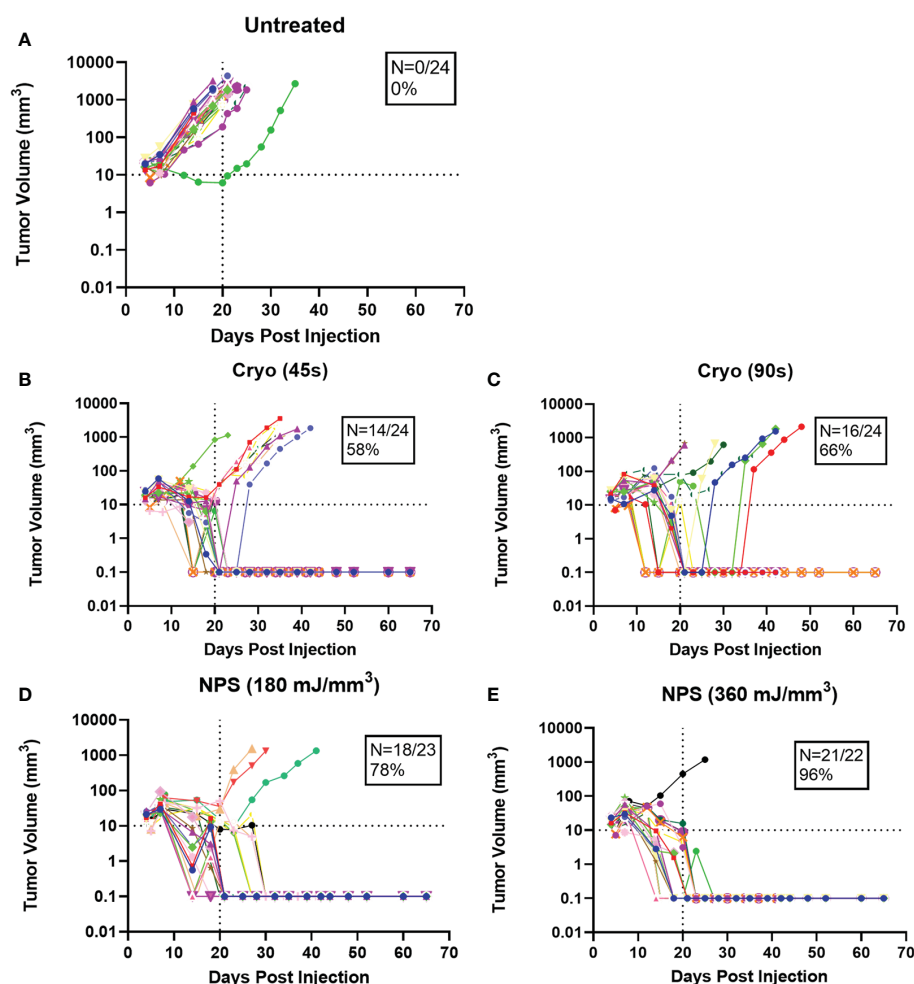 A
Untreated
N=0/24
0%
Tumor Volume (mm³)
10000
1000
100
10
1
0.1
0.01
0 10 20 30 40 50 60 70
Days Post Injection
B
Cryo (45s)
N=14/24
58%
Tumor Volume (mm³)
10000
1000
100
10
1
0.1
0.01
0 10 20 30 40 50 60 70
Days Post Injection
C
Cryo (90s)
N=16/24
66%
Tumor Volume (mm³)
10000
1000
100
10
1
0.1
0.01
0 10 20 30 40 50 60 70
Days Post Injection
D
NPS (180 mJ/mm³)
N=18/23
78%
Tumor Volume (mm³)
10000
1000
100
10
1
0.1
0.01
0 10 20 30 40 50 60 70
Days Post Injection
E
NPS (360 mJ/mm³)
N=21/22
96%
Tumor Volume (mm³)
10000
1000
100
10
1
0.1
0.01
0 10 20 30 40 50 60 70
Days Post Injection